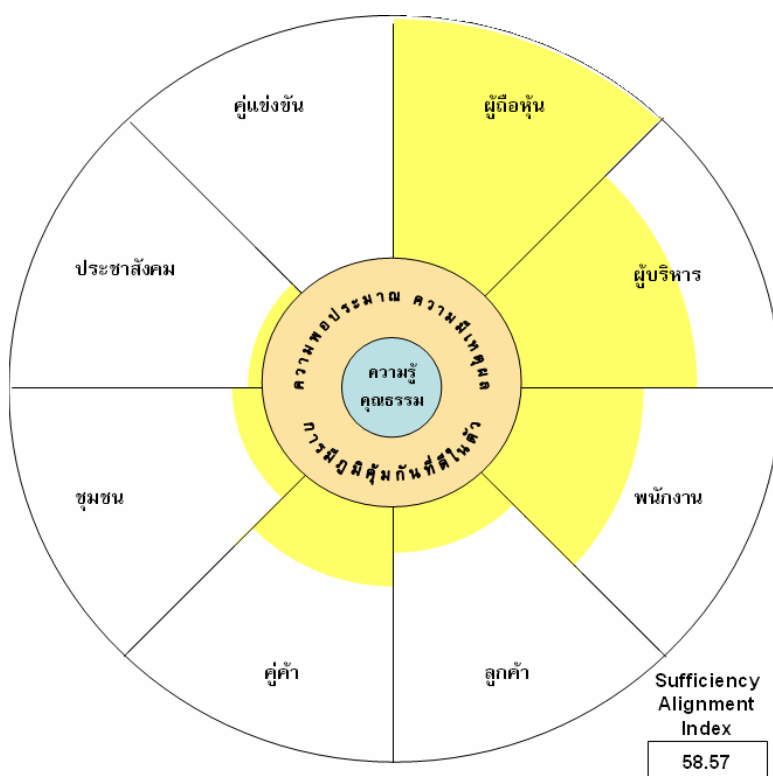 คู่แข่งขัน
ผู้ถือหุ้น
ประชาสังคม
ผู้บริหาร
ความพอประมาณ ความมีเหตุผล
ความรู้
คุณธรรม
การมีภูมิคุ้มกันที่ดีในตัว
ชุมชน
พนักงาน
คู่ค้า
ลูกค้า
Sufficiency
Alignment
Index
58.57